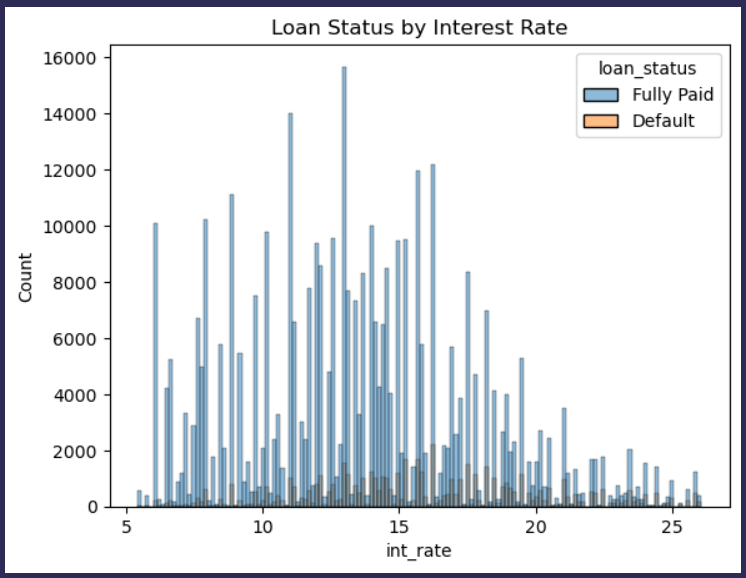 Loan Status by Interest Rate
loan_status
Fully Paid
Default
Count
16000
14000
12000
10000
8000
6000
4000
2000
0
5 10 15 20 25
int_rate